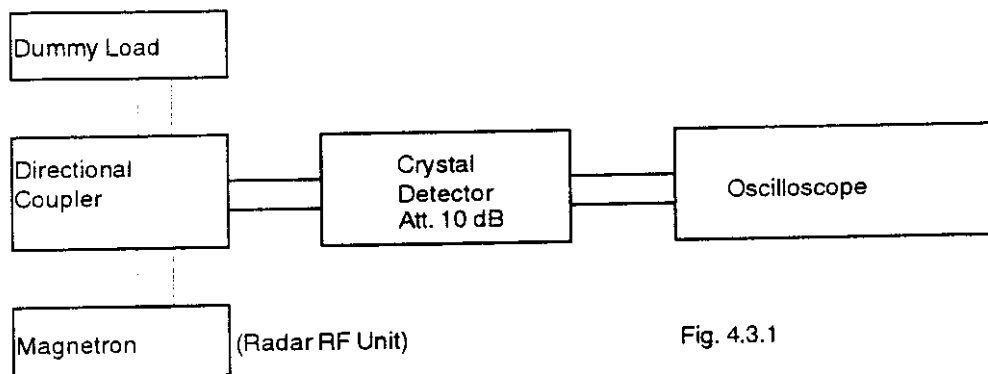 Dummy Load
Directional
Coupler
Crystal
Detector
Att. 10 dB
Oscilloscope
Magnetron
(Radar RF Unit)
Fig. 4.3.1